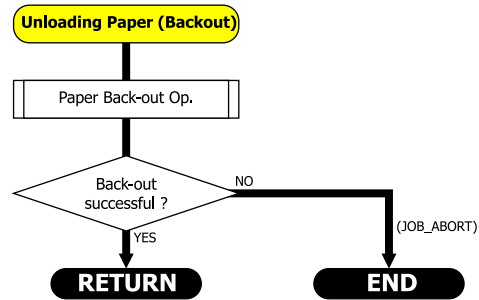 Unloading Paper (Backout)
Paper Back-out Op.
Back-out
successful ?
NO
YES
(JOB_ABORT)
RETURN
END